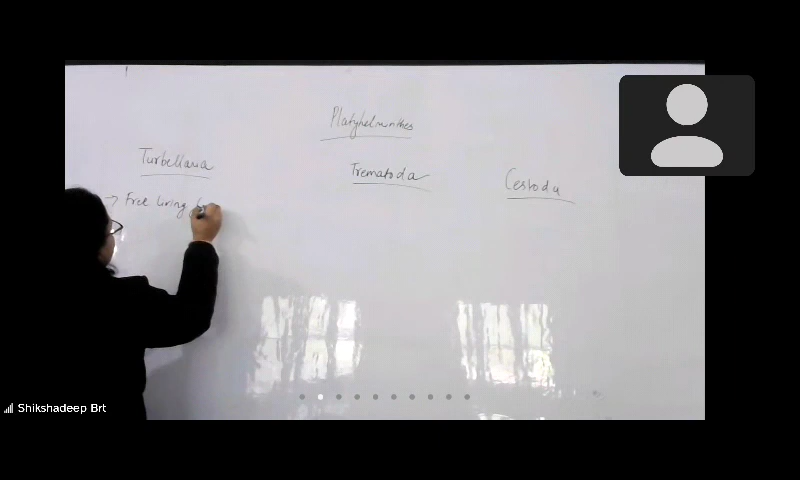 Platyhelminthes
Turbellaria
Trematoda
Cestoda
→ Free living
Shikshadeep Brt